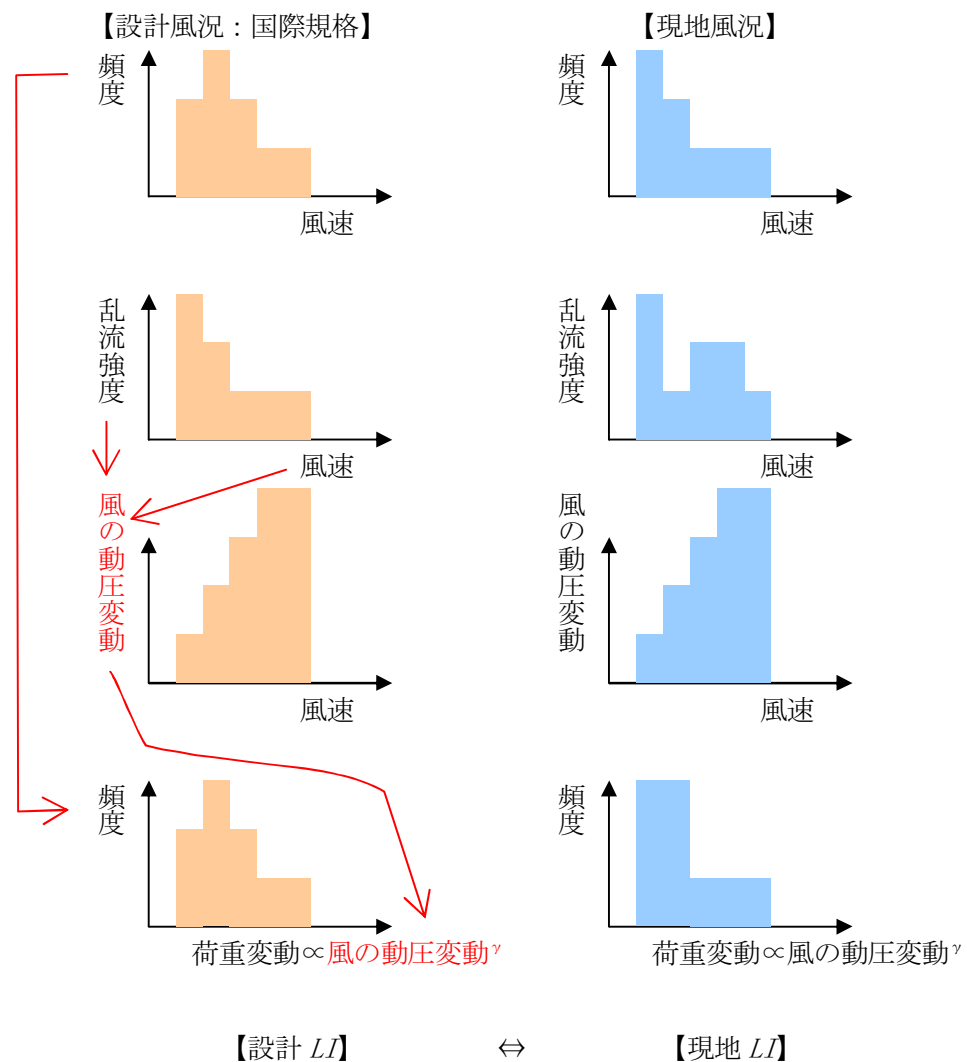 【設計風況：国際規格】
【現地風況】
頻度
風速
頻度
風速
乱流強度
風速
乱流強度
風速
風の動圧変動
風速
風の動圧変動
風速
頻度
荷重変動∝風の動圧変動γ
頻度
荷重変動∝風の動圧変動γ
【設計 LI】
⇔
【現地 LI】